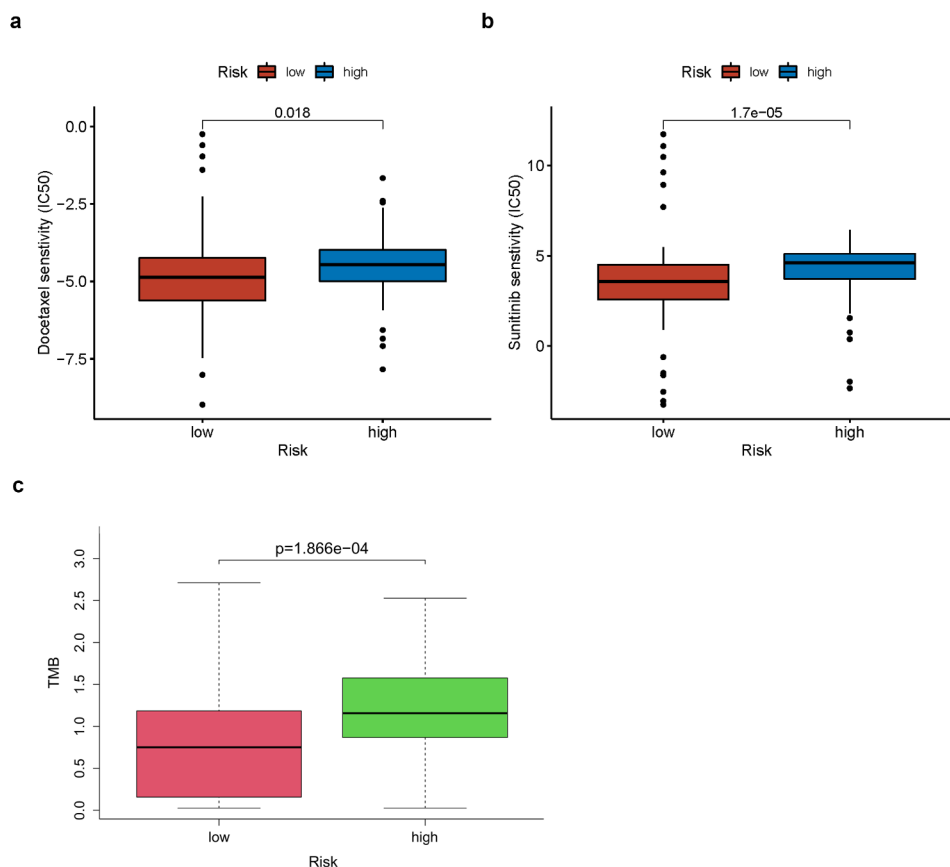 a
Risk low high
0.018
0.0
−2.5
−5.0
−7.5
Docetaxel senstivity (IC50)
low high
Risk
b
Risk low high
1.7e−05
10
5
0
Sunitinib senstivity (IC50)
low high
Risk
c
p=1.866e−04
3.0
2.5
2.0
1.5
1.0
0.5
0.0
TMB
low high
Risk